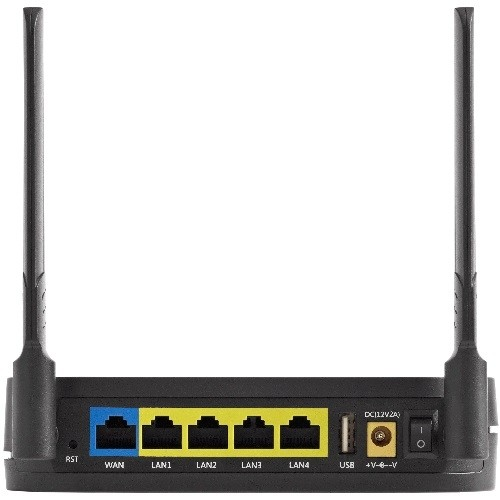 DC(12V2A)
RST
WAN
LAN1
LAN2
LAN3
LAN4
USB
+V-⊖--V
I
O